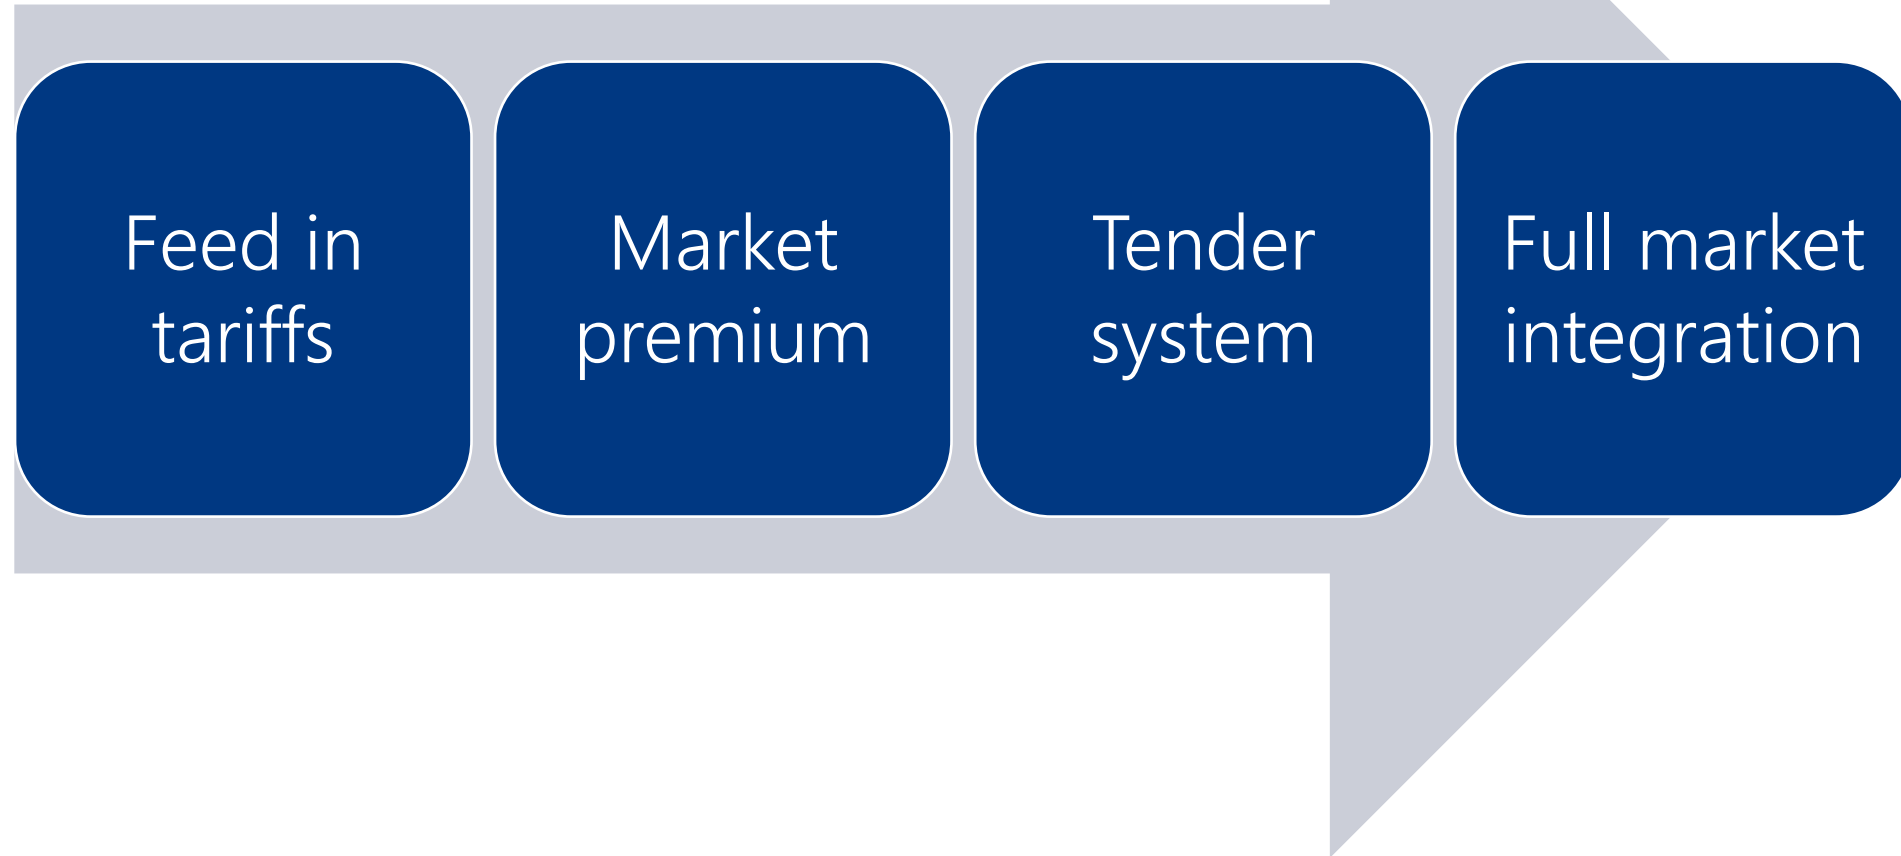 Feed in
tariffs
Market
premium
Tender
system
Full market
integration